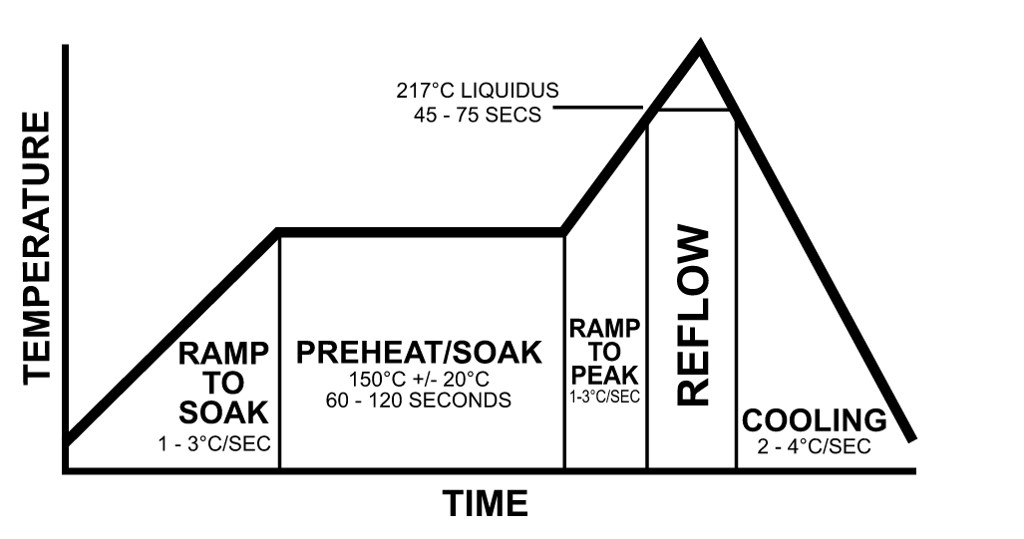 217°C LIQUIDUS
45 - 75 SECS
TEMPERATURE
RAMP
TO
SOAK
1 - 3°C/SEC
PREHEAT/SOAK
150°C +/- 20°C
60 - 120 SECONDS
RAMP
TO
PEAK
1-3°C/SEC
REFLOW
COOLING
2 - 4°C/SEC
TIME